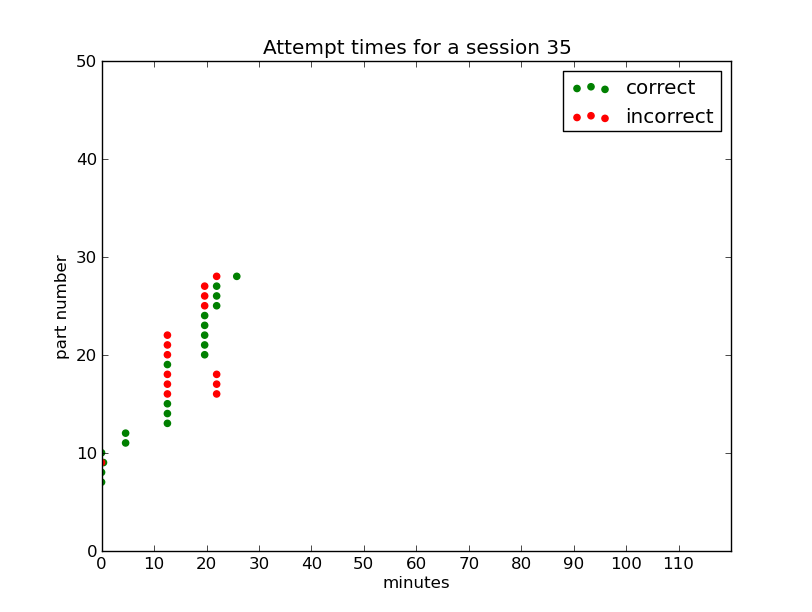 Attempt times for a session 35
correct
incorrect
50
40
30
20
10
0
part number
0 10 20 30 40 50 60 70 80 90 100 110
minutes